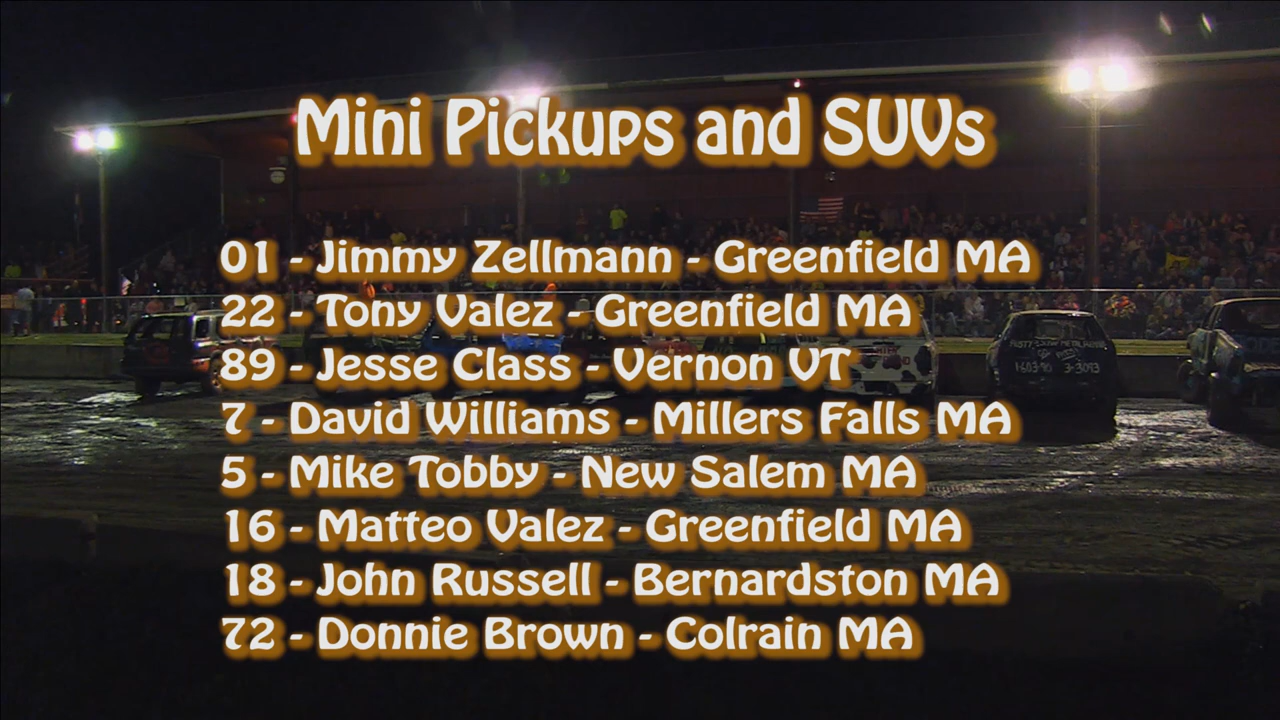 Mini Pickups and SUVs
01 - Jimmy Zellmann - Greenfield MA
22 - Tony Valez - Greenfield MA
89 - Jesse Class - Vernon VT
7 - David Williams - Millers Falls MA
5 - Mike Tobby - New Salem MA
16 - Matteo Valez - Greenfield MA
18 - John Russell - Bernardston MA
72 - Donnie Brown - Colrain MA